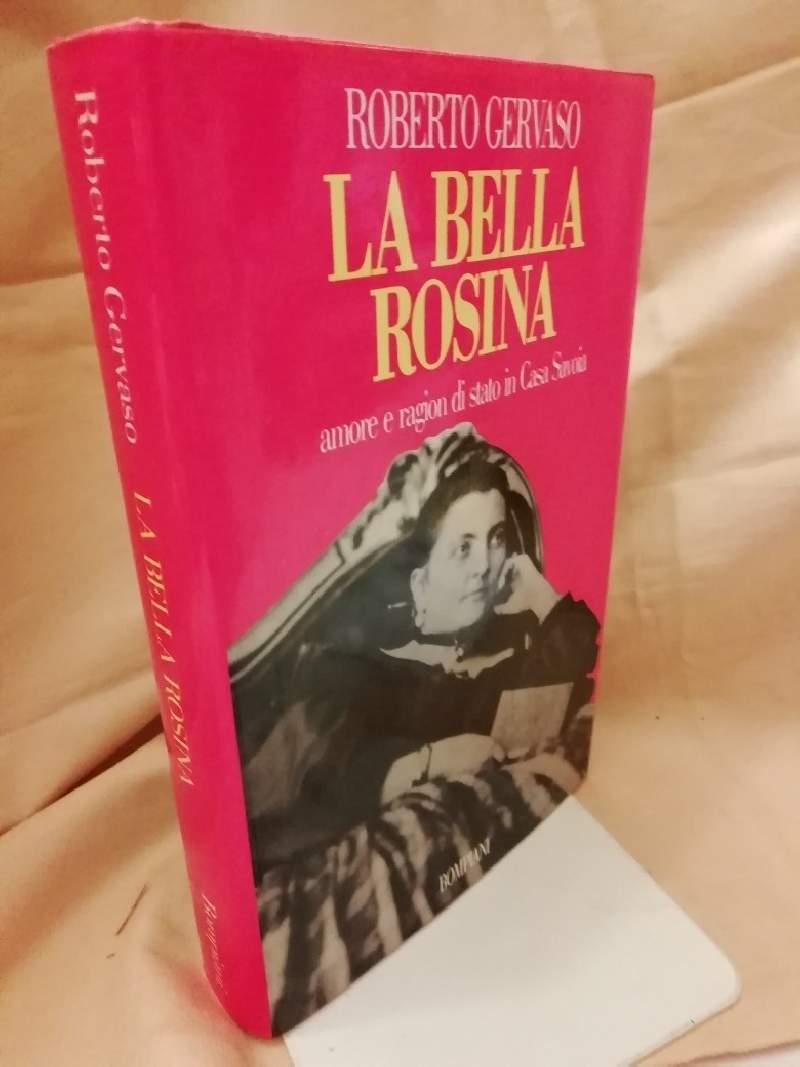 ROBERTO GERVASO
LA BELLA
ROSINA
amore e ragion di stato in Casa Savoia
BOMPIANI
Roberto Gervaso LA BELLA ROSINA Bompiani